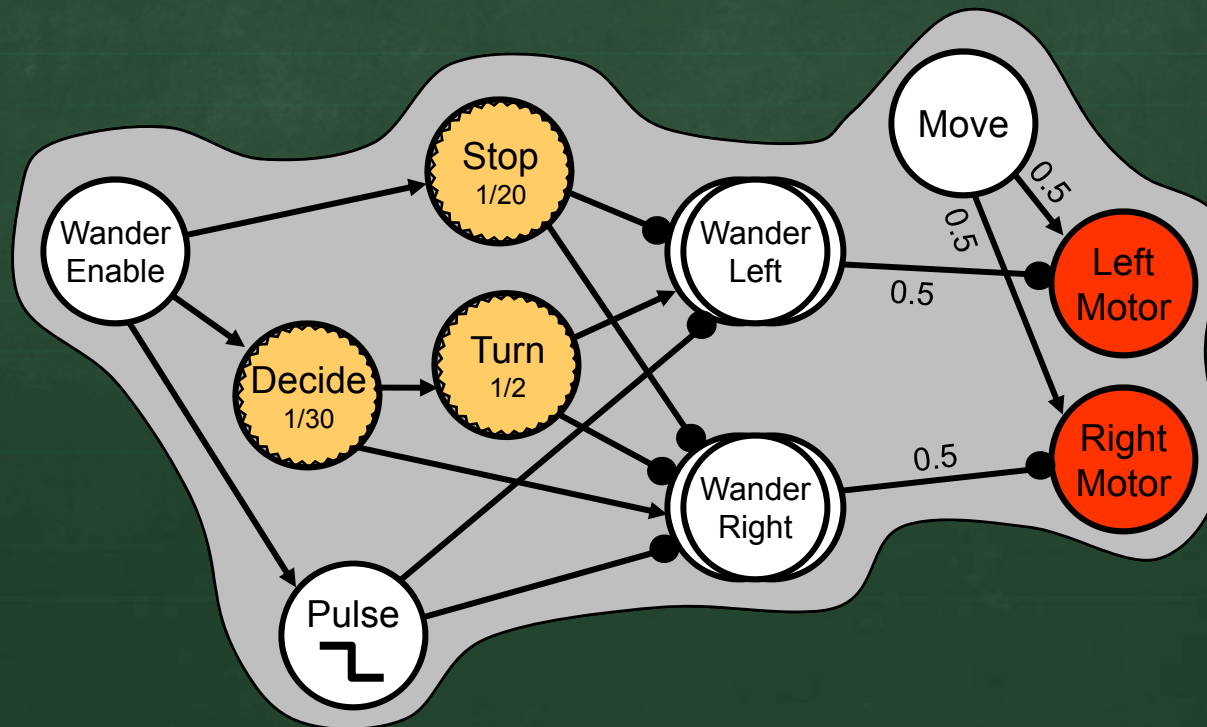 Wander
Enable
Stop
1/20
Decide
1/30
Turn
1/2
Pulse
Wander
Left
Wander
Right
Move
0.5
0.5
0.5
0.5
Left
Motor
Right
Motor